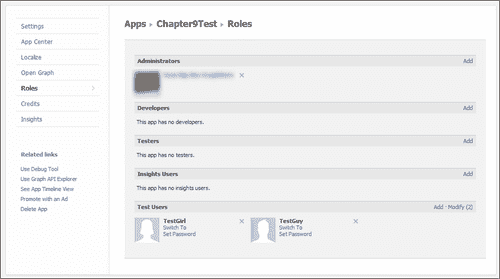 Settings
App Center
Localize
Open Graph
Roles
Credits
Insights
Related links
Use Debug Tool
Use Graph API Explorer
See App Timeline View
Promote with an Ad
Delete App
Apps ▸ Chapter9Test ▸ Roles
Administrators Add
×
Developers Add
This app has no developers.
Testers Add
This app has no testers.
Insights Users Add
This app has no insights users.
Test Users Add · Modify (2)
TestGirl × TestGuy ×
Switch To Switch To
Set Password Set Password